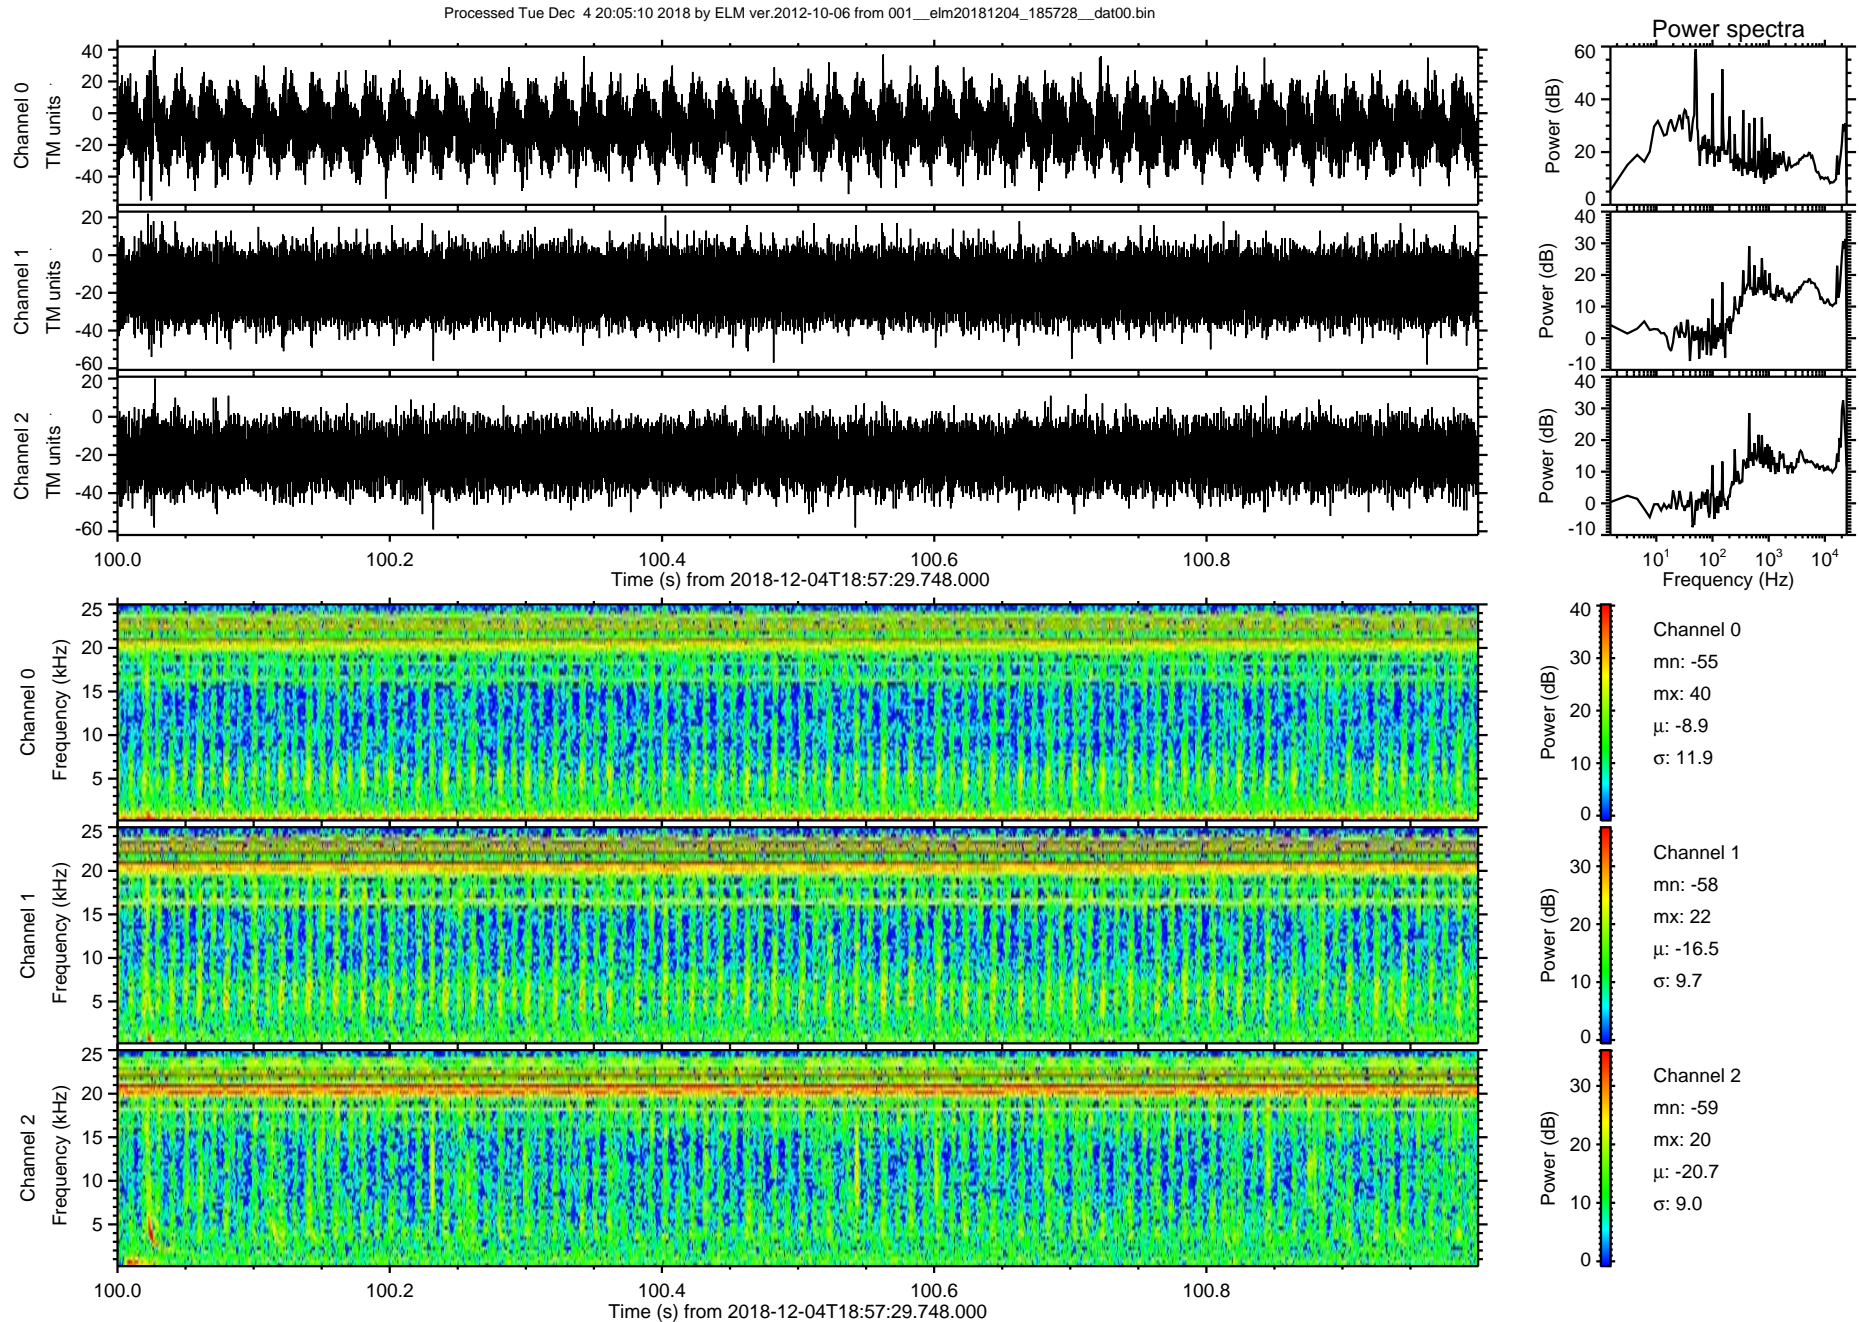 Processed Tue Dec  4 20:05:10 2018 by ELM ver.2012-10-06 from 001__elm20181204_185728__dat00.bin
Power spectra
Channel 0
TM units
40
20
0
-20
-40
Power (dB)
60
40
20
0
Channel 1
TM units
20
0
-20
-40
-60
Power (dB)
40
30
20
10
0
-10
Channel 2
TM units
20
0
-20
-40
-60
Power (dB)
40
30
20
10
0
-10
100.0 100.2 100.4 100.6 100.8
Time (s) from 2018-12-04T18:57:29.748.000
10^1 10^2 10^3 10^4
Frequency (Hz)
Channel 0
Frequency (kHz)
25
20
15
10
5
Power (dB)
40
30
20
10
0
Channel 0
mn: -55
mx: 40
μ: -8.9
σ: 11.9
Channel 1
Frequency (kHz)
25
20
15
10
5
Power (dB)
30
20
10
0
Channel 1
mn: -58
mx: 22
μ: -16.5
σ: 9.7
Channel 2
Frequency (kHz)
25
20
15
10
5
Power (dB)
30
20
10
0
Channel 2
mn: -59
mx: 20
μ: -20.7
σ: 9.0
100.0 100.2 100.4 100.6 100.8
Time (s) from 2018-12-04T18:57:29.748.000